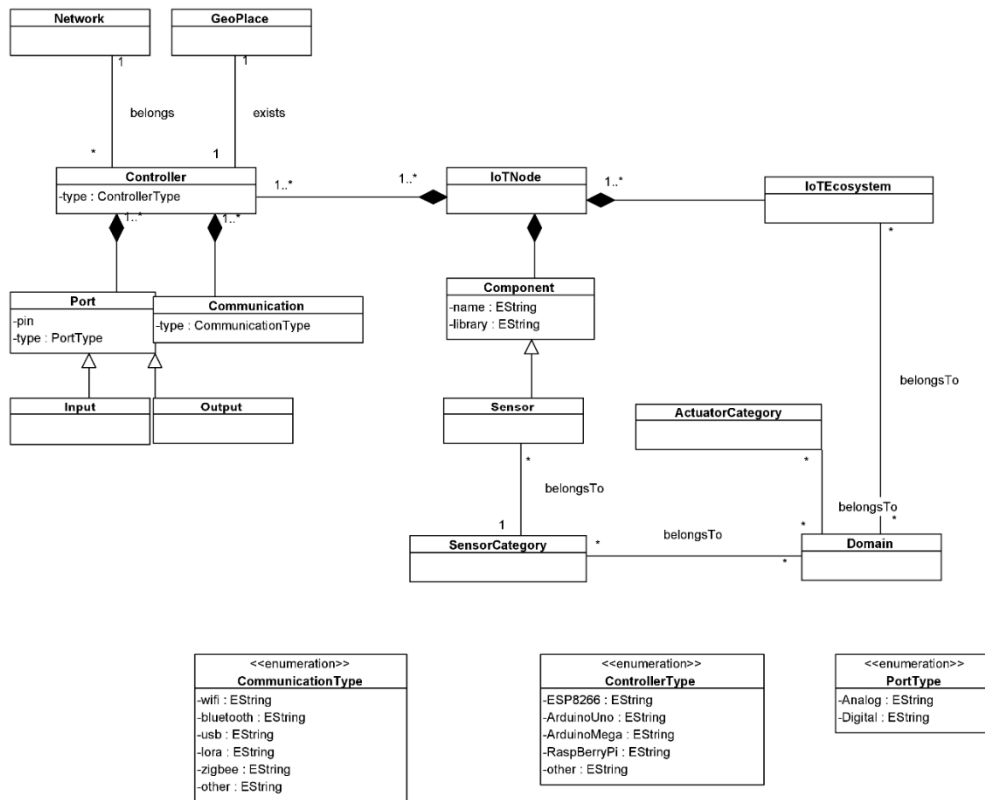 Network
GeoPlace
1
1
belongs
exists
*
1
Controller
-type : ControllerType
1..*
1..*
IoTNode
1..*
IoTEcosystem
*
1..*
1..*
Port
-pin
-type : PortType
Communication
-type : CommunicationType
Component
-name : EString
-library : EString
Input
Output
Sensor
*
belongsTo
1
ActuatorCategory
*
belongsTo
belongsTo
*
*
SensorCategory
*
belongsTo
*
Domain
<<enumeration>>
CommunicationType
-wifi : EString
-bluetooth : EString
-usb : EString
-lora : EString
-zigbee : EString
-other : EString
<<enumeration>>
ControllerType
-ESP8266 : EString
-ArduinoUno : EString
-ArduinoMega : EString
-RaspBerryPi : EString
-other : EString
<<enumeration>>
PortType
-Analog : EString
-Digital : EString